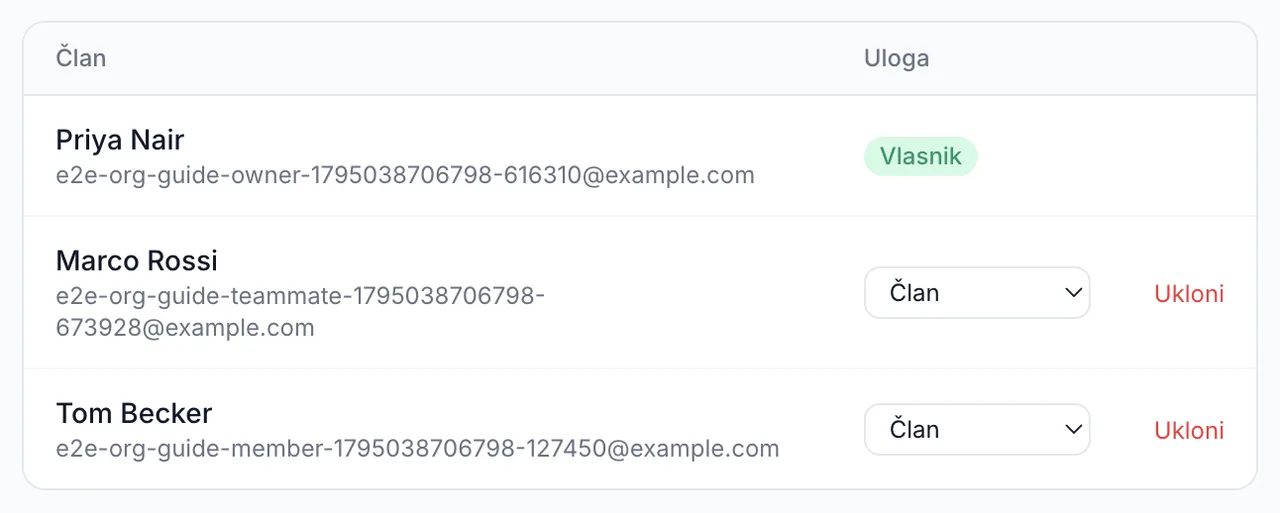 Član
Uloga
Priya Nair
e2e-org-guide-owner-1795038706798-616310@example.com
Vlasnik
Marco Rossi
e2e-org-guide-teammate-1795038706798-
673928@example.com
Član
Ukloni
Tom Becker
e2e-org-guide-member-1795038706798-127450@example.com
Član
Ukloni